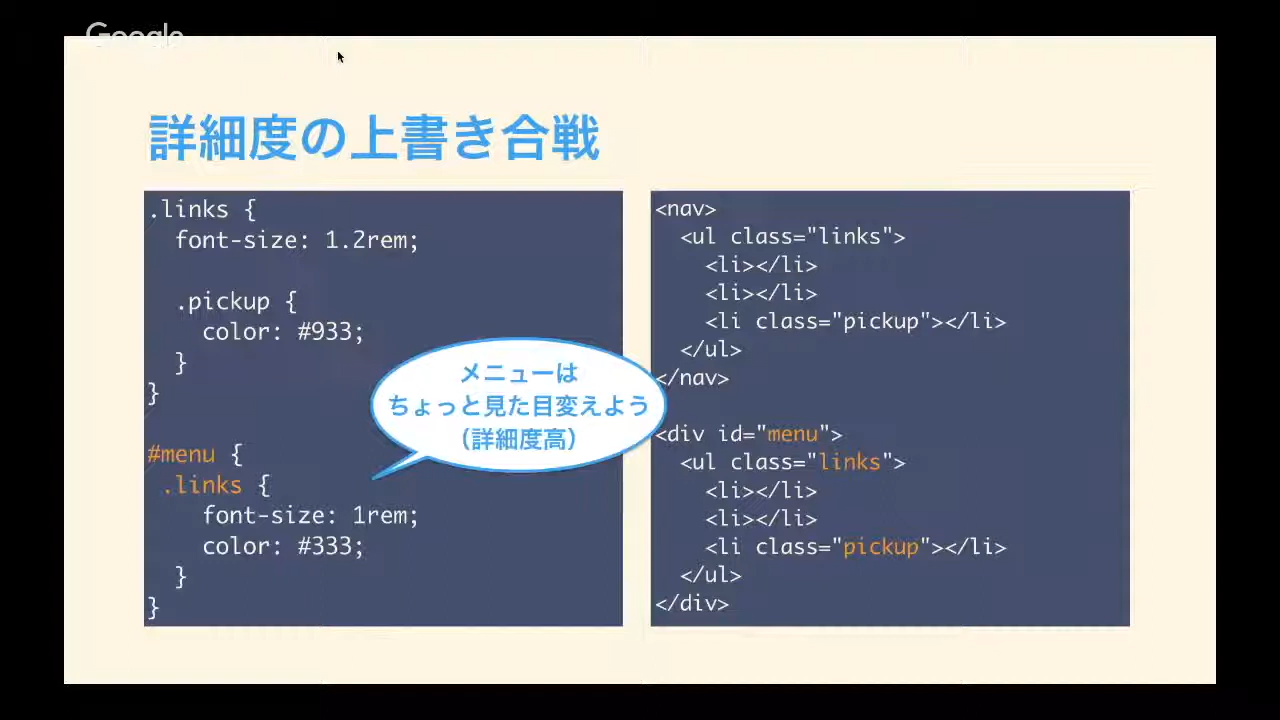 Google
詳細度の上書き合戦
.links {
  font-size: 1.2rem;

  .pickup {
    color: #933;
  }
}

#menu {
 .links {
    font-size: 1rem;
    color: #333;
  }
}
メニューは
ちょっと見た目変えよう
（詳細度高）
<nav>
  <ul class="links">
    <li></li>
    <li></li>
    <li class="pickup"></li>
  </ul>
</nav>

<div id="menu">
  <ul class="links">
    <li></li>
    <li></li>
    <li class="pickup"></li>
  </ul>
</div>